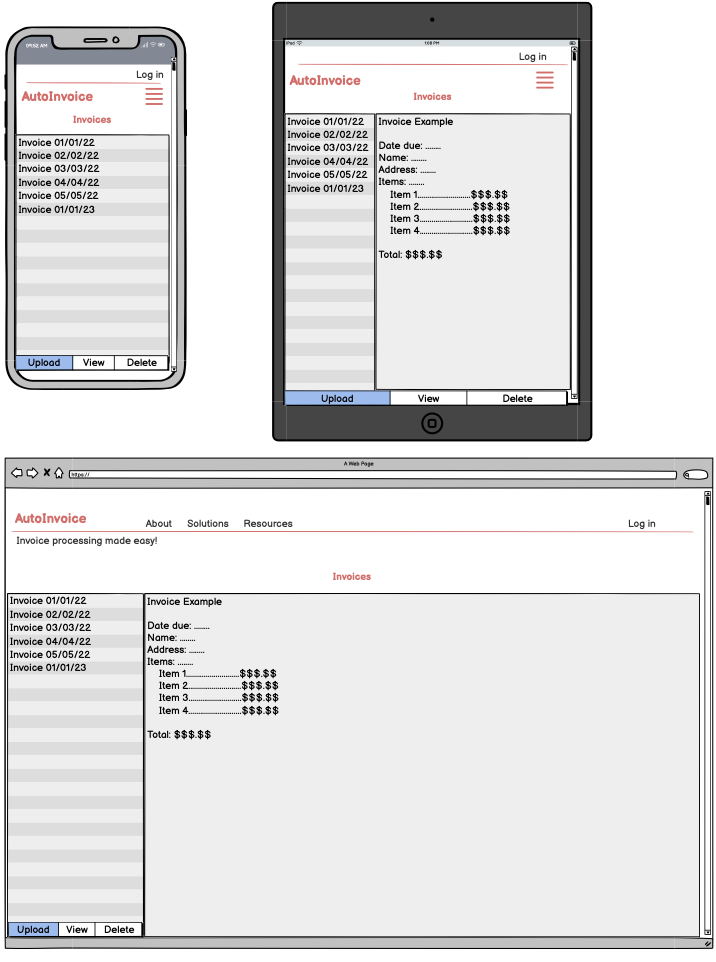 09:52 AM
Log in
AutoInvoice
Invoices
Invoice 01/01/22
Invoice 02/02/22
Invoice 03/03/22
Invoice 04/04/22
Invoice 05/05/22
Invoice 01/01/23
Upload View Delete
iPad 1:08 PM
Log in
AutoInvoice
Invoices
Invoice 01/01/22
Invoice 02/02/22
Invoice 03/03/22
Invoice 04/04/22
Invoice 05/05/22
Invoice 01/01/23
Invoice Example
Date due: ........
Name: ........
Address: ........
Items: ........
Item 1...........................$$$.$$
Item 2...........................$$$.$$
Item 3...........................$$$.$$
Item 4...........................$$$.$$
Total: $$$.$$
Upload View Delete
A Web Page
https://
AutoInvoice About Solutions Resources Log in
Invoice processing made easy!
Invoices
Invoice 01/01/22
Invoice 02/02/22
Invoice 03/03/22
Invoice 04/04/22
Invoice 05/05/22
Invoice 01/01/23
Invoice Example
Date due: ........
Name: ........
Address: ........
Items: ........
Item 1...........................$$$.$$
Item 2...........................$$$.$$
Item 3...........................$$$.$$
Item 4...........................$$$.$$
Total: $$$.$$
Upload View Delete